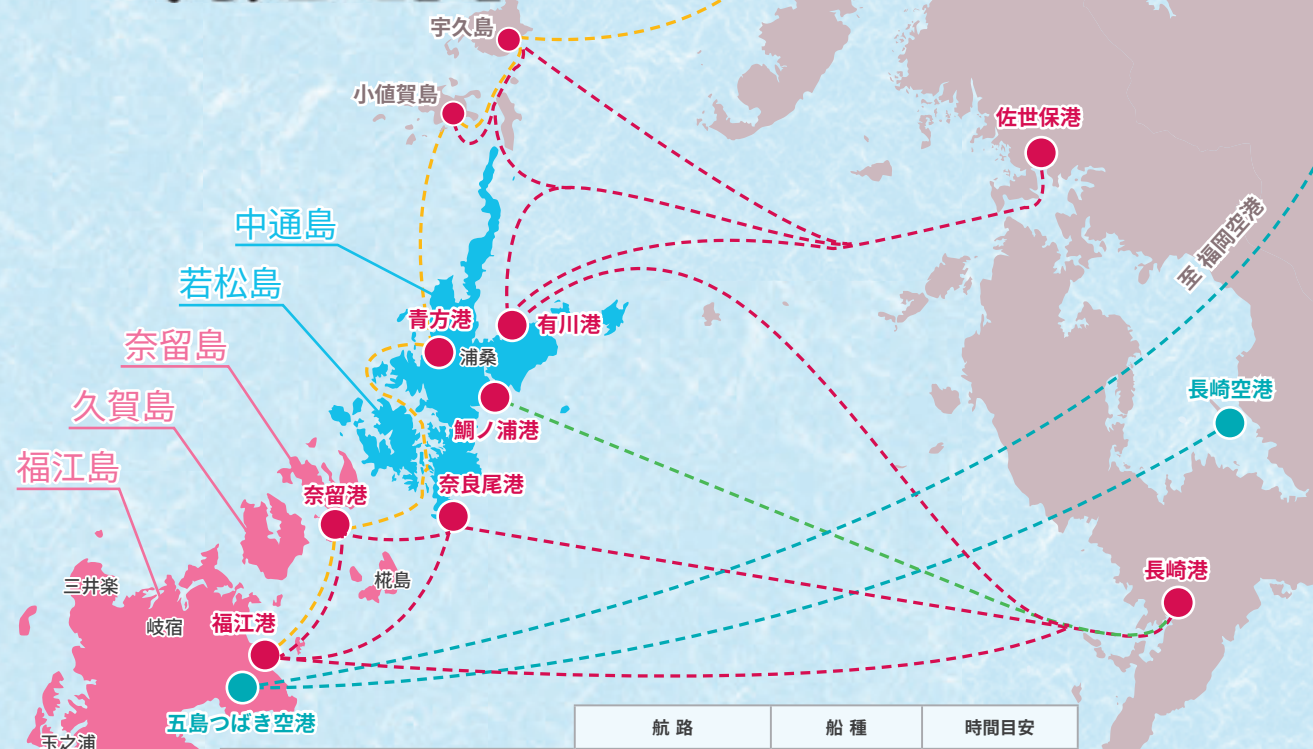 宇久島
小値賀島
佐世保港
至 福岡空港
中通島
若松島
青方港
有川港
奈留島
浦桑
長崎空港
久賀島
鯛ノ浦港
福江島
奈留港
奈良尾港
三井楽
椛島
長崎港
岐宿
福江港
五島つばき空港
玉之浦
航 路
船 種
時間目安